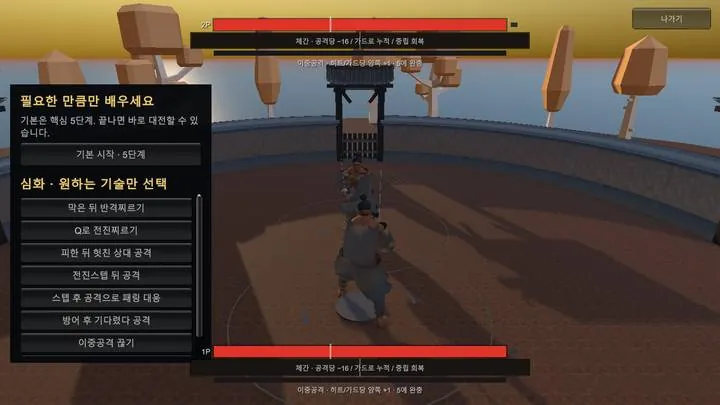 2P
나가기
체간 · 공격당 -16 / 가드로 누적 / 중립 회복
이중공격 · 히트/가드당 양쪽 +1 · 5에 완충
필요한 만큼만 배우세요
기본은 핵심 5단계. 끝나면 바로 대전할 수 있
습니다.
기본 시작 · 5단계
심화 · 원하는 기술만 선택
막은 뒤 반격찌르기
Q로 전진찌르기
피한 뒤 헛친 상대 공격
전진스텝 뒤 공격
스텝 후 공격으로 패링 대응
방어 후 기다렸다 공격
이중공격 끊기
1P
체간 · 공격당 -16 / 가드로 누적 / 중립 회복
이중공격 · 히트/가드당 양쪽 +1 · 5에 완충